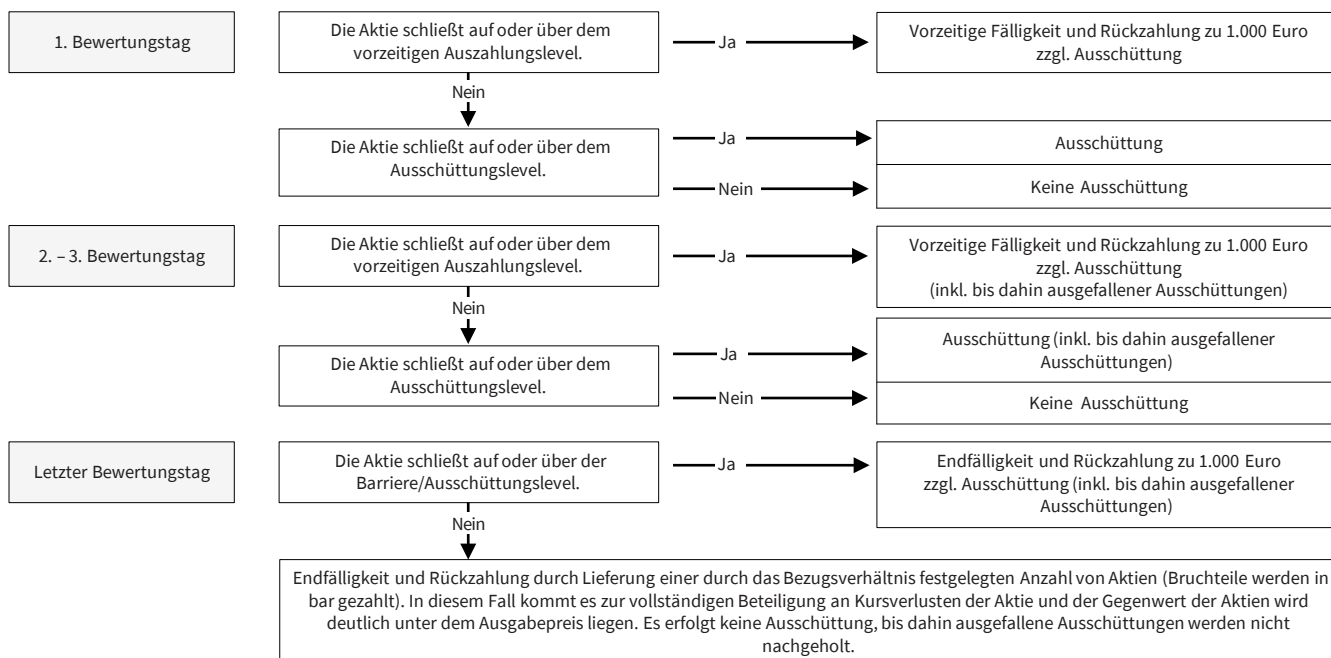 1. Bewertungstag
Die Aktie schließt auf oder über dem
vorzeitigen Auszahlungslevel.
Ja
Vorzeitige Fälligkeit und Rückzahlung zu 1.000 Euro
zzgl. Ausschüttung
Nein
Die Aktie schließt auf oder über dem
Ausschüttungslevel.
Ja
Ausschüttung
Nein
Keine Ausschüttung
2. – 3. Bewertungstag
Die Aktie schließt auf oder über dem
vorzeitigen Auszahlungslevel.
Ja
Vorzeitige Fälligkeit und Rückzahlung zu 1.000 Euro
zzgl. Ausschüttung
(inkl. bis dahin ausgefallener Ausschüttungen)
Nein
Die Aktie schließt auf oder über dem
Ausschüttungslevel.
Ja
Ausschüttung (inkl. bis dahin ausgefallener
Ausschüttungen)
Nein
Keine Ausschüttung
Letzter Bewertungstag
Die Aktie schließt auf oder über der
Barriere/Ausschüttungslevel.
Ja
Endfälligkeit und Rückzahlung zu 1.000 Euro
zzgl. Ausschüttung (inkl. bis dahin ausgefallener
Ausschüttungen)
Nein
Endfälligkeit und Rückzahlung durch Lieferung einer durch das Bezugsverhältnis festgelegten Anzahl von Aktien (Bruchteile werden in
bar gezahlt). In diesem Fall kommt es zur vollständigen Beteiligung an Kursverlusten der Aktie und der Gegenwert der Aktien wird
deutlich unter dem Ausgabepreis liegen. Es erfolgt keine Ausschüttung, bis dahin ausgefallene Ausschüttungen werden nicht
nachgeholt.